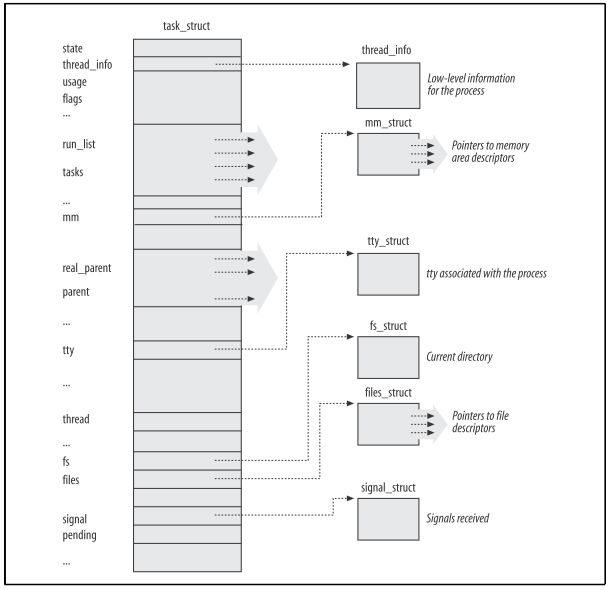 task_struct
state
thread_info
usage
flags
...
run_list
tasks
...
mm
real_parent
parent
...
tty
...
thread
...
fs
files
signal
pending
...
thread_info
Low-level information
for the process
mm_struct
Pointers to memory
area descriptors
tty_struct
tty associated with the process
fs_struct
Current directory
files_struct
Pointers to file
descriptors
signal_struct
Signals received